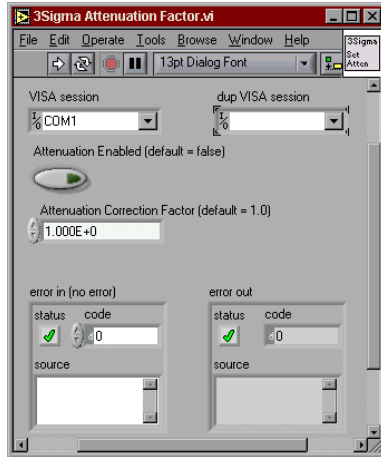 3Sigma Attenuation Factor.vi
File Edit Operate Tools Browse Window Help
3Sigma
Set
Atten
13pt Dialog Font
VISA session
dup VISA session
I/O COM1
I/O
Attenuation Enabled (default = false)
Attenuation Correction Factor (default = 1.0)
1.000E+0
error in (no error)
error out
status code
status code
d 0
d 0
source
source